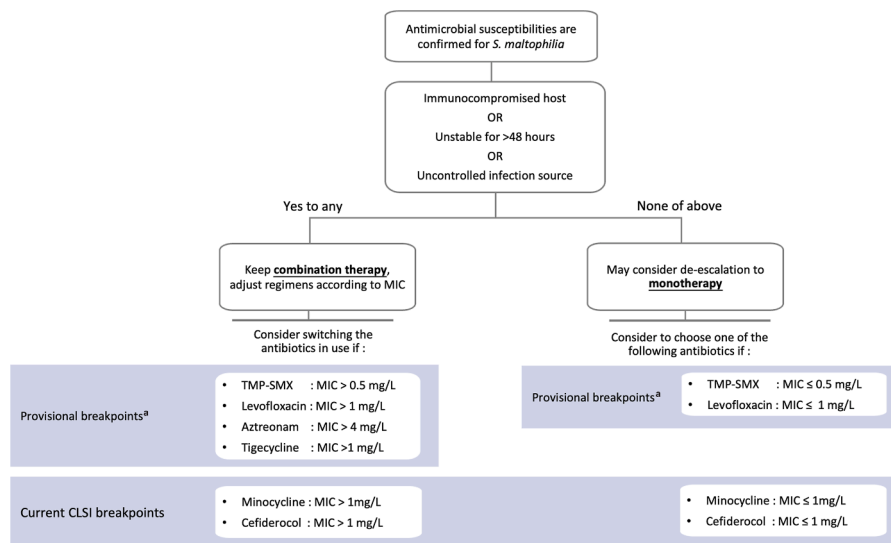 Antimicrobial susceptibilities are
confirmed for S. maltophilia
Immunocompromised host
OR
Unstable for >48 hours
OR
Uncontrolled infection source
Yes to any
None of above
Keep combination therapy,
adjust regimens according to MIC
May consider de-escalation to
monotherapy
Consider switching the
antibiotics in use if :
Consider to choose one of the
following antibiotics if :
Provisional breakpointsa
• TMP-SMX : MIC > 0.5 mg/L
• Levofloxacin : MIC > 1 mg/L
• Aztreonam : MIC > 4 mg/L
• Tigecycline : MIC >1 mg/L
Provisional breakpointsa
• TMP-SMX : MIC ≤ 0.5 mg/L
• Levofloxacin : MIC ≤ 1 mg/L
Current CLSI breakpoints
• Minocycline : MIC > 1mg/L
• Cefiderocol : MIC > 1 mg/L
• Minocycline : MIC ≤ 1mg/L
• Cefiderocol : MIC ≤ 1 mg/L